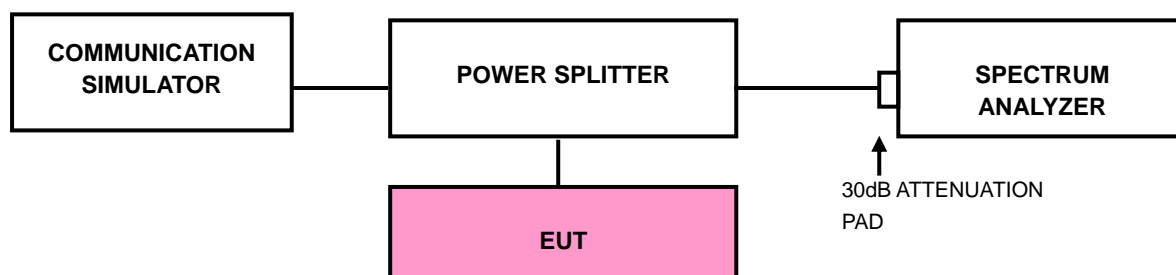 COMMUNICATION
SIMULATOR
POWER SPLITTER
SPECTRUM
ANALYZER
30dB ATTENUATION
PAD
EUT